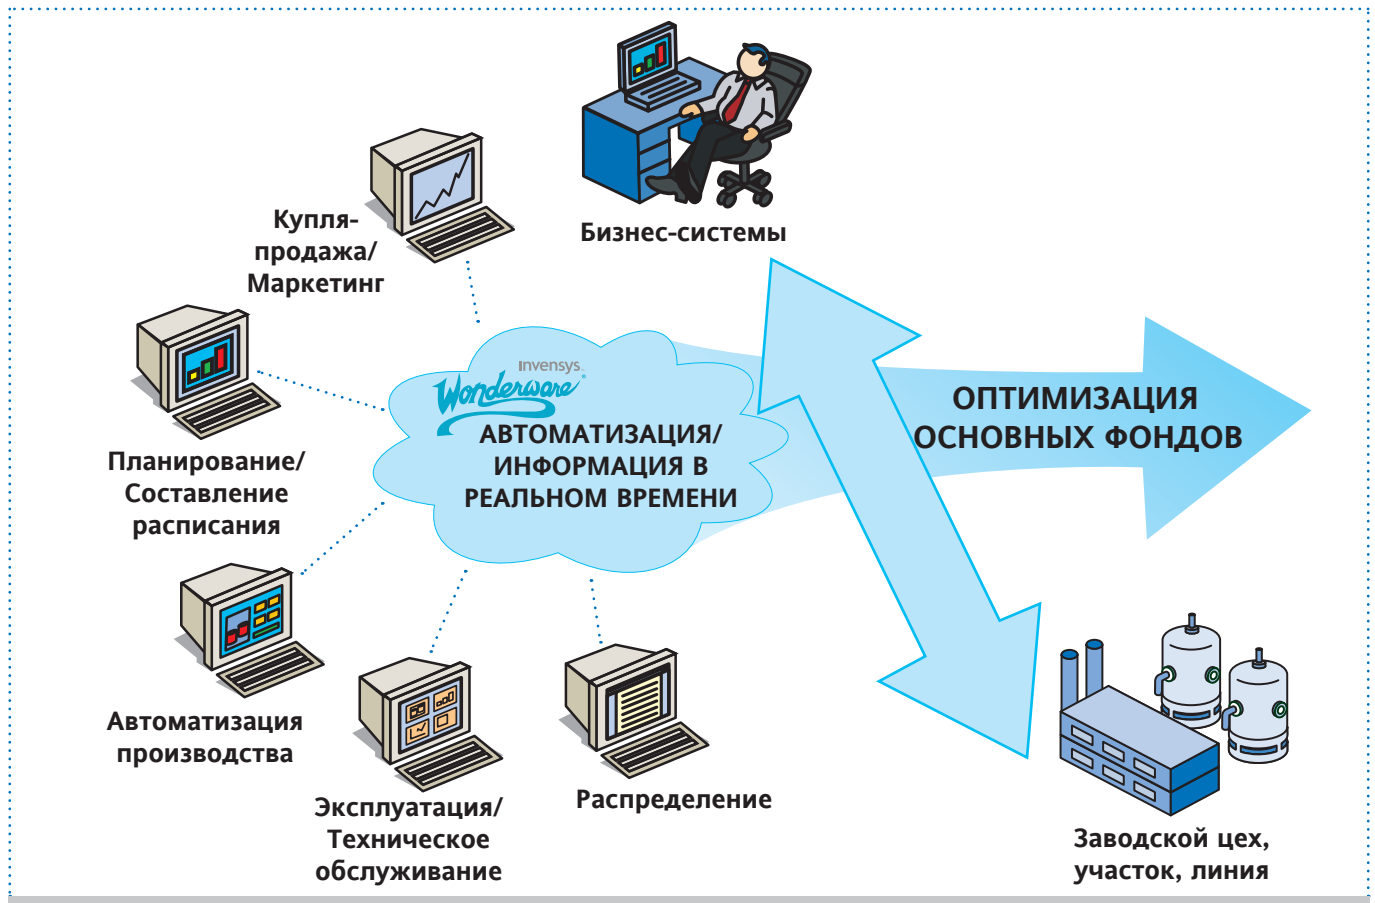 Бизнес-системы
Купля-
продажа/
Маркетинг
invensys
Wonderware
АВТОМАТИЗАЦИЯ/
ИНФОРМАЦИЯ В
РЕАЛЬНОМ ВРЕМЕНИ
ОПТИМИЗАЦИЯ
ОСНОВНЫХ ФОНДОВ
Планирование/
Составление
расписания
Автоматизация
производства
Эксплуатация/
Техническое
обслуживание
Распределение
Заводской цех,
участок, линия